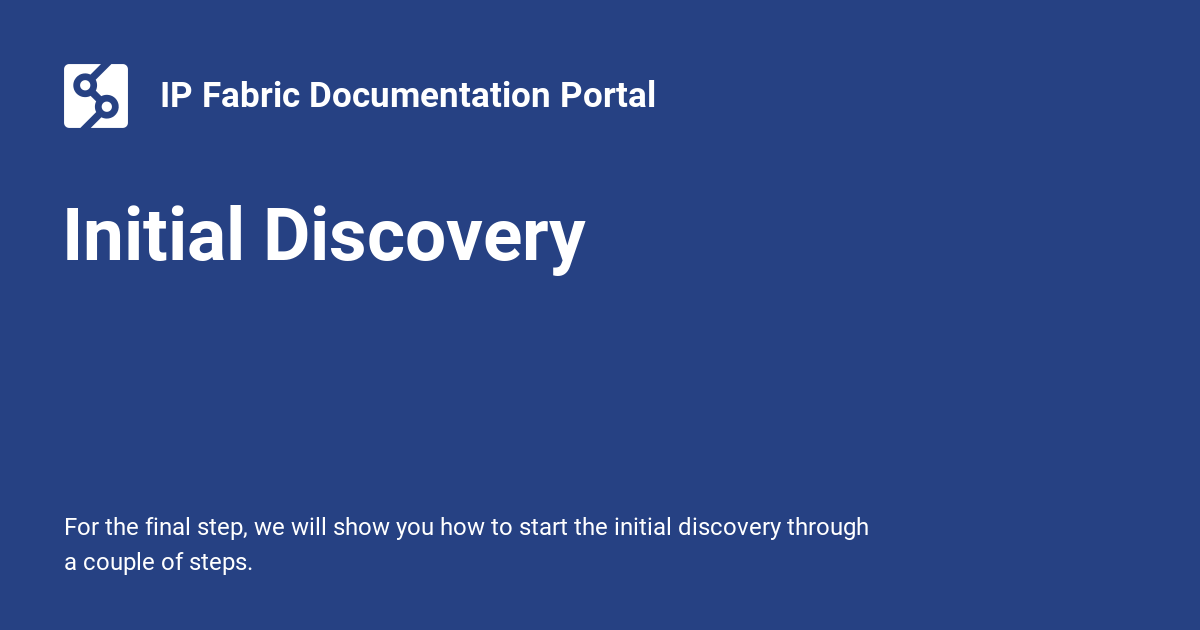 IP Fabric Documentation Portal
Initial Discovery
For the final step, we will show you how to start the initial discovery through
a couple of steps.